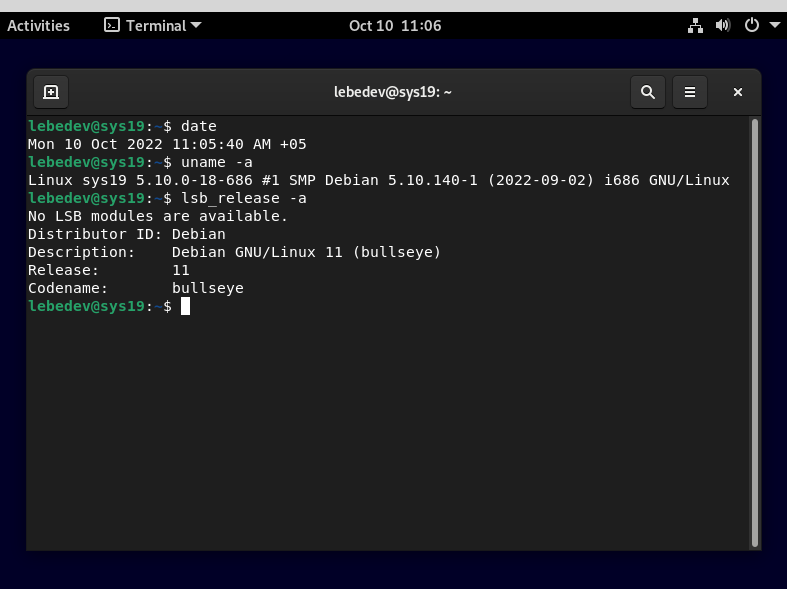 Activities Terminal Oct 10 11:06
lebedev@sys19: ~
lebedev@sys19:~$ date
Mon 10 Oct 2022 11:05:40 AM +05
lebedev@sys19:~$ uname -a
Linux sys19 5.10.0-18-686 #1 SMP Debian 5.10.140-1 (2022-09-02) i686 GNU/Linux
lebedev@sys19:~$ lsb_release -a
No LSB modules are available.
Distributor ID: Debian
Description:    Debian GNU/Linux 11 (bullseye)
Release:        11
Codename:       bullseye
lebedev@sys19:~$